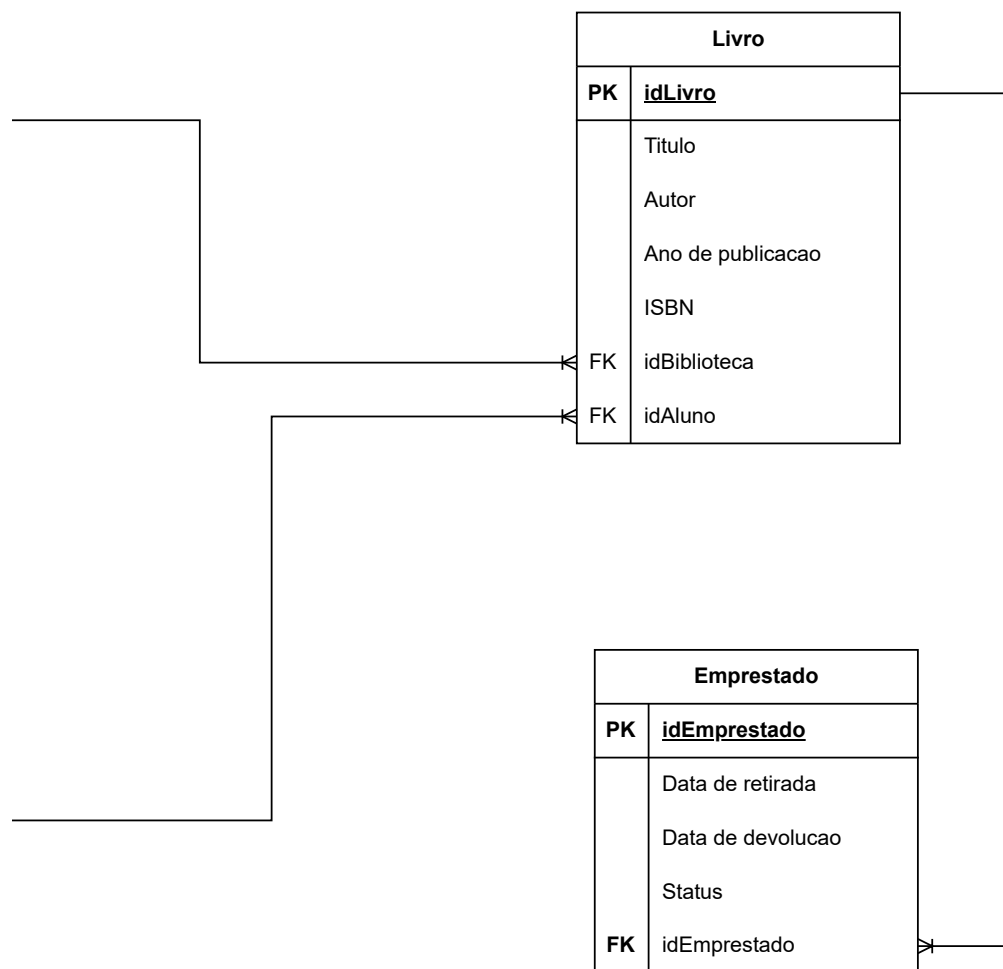 Livro
PK idLivro
Titulo
Autor
Ano de publicacao
ISBN
FK idBiblioteca
FK idAluno
Emprestado
PK idEmprestado
Data de retirada
Data de devolucao
Status
FK idEmprestado